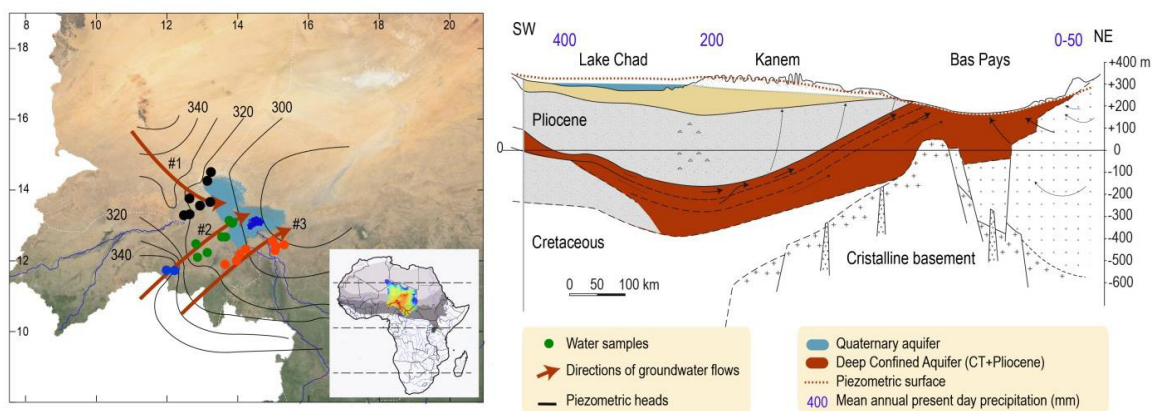 8 10 12 14 16 18 20
18
16
14
12
10
340
320
300
#1
320
#2
#3
340
Water samples
Directions of groundwater flows
Piezometric heads
SW
400
200
0-50
NE
Lake Chad
Kanem
Bas Pays
+400 m
+300
+200
+100
0
0
-100
-200
-300
-400
-500
-600
Pliocene
Cretaceous
Cristalline basement
0 50 100 km
Quaternary aquifer
Deep Confined Aquifer (CT+Pliocene)
Piezometric surface
400 Mean annual present day precipitation (mm)